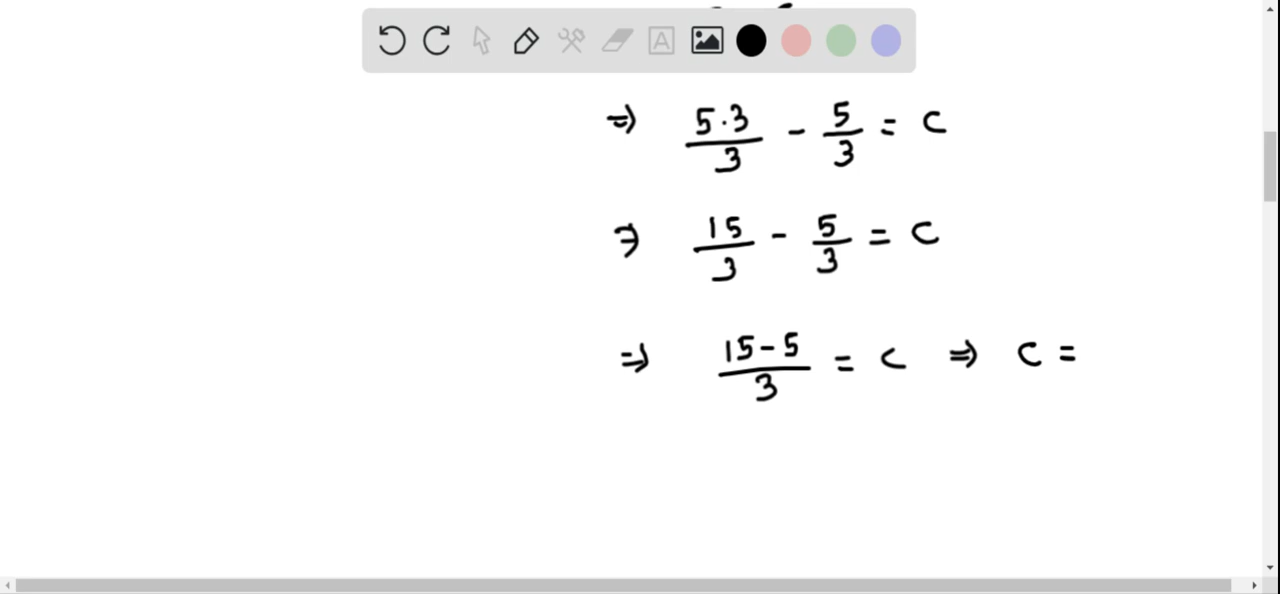 ⇒ 5·3/3 - 5/3 = C
⇒ 15/3 - 5/3 = C
⇒ 15-5/3 = C ⇒ C =